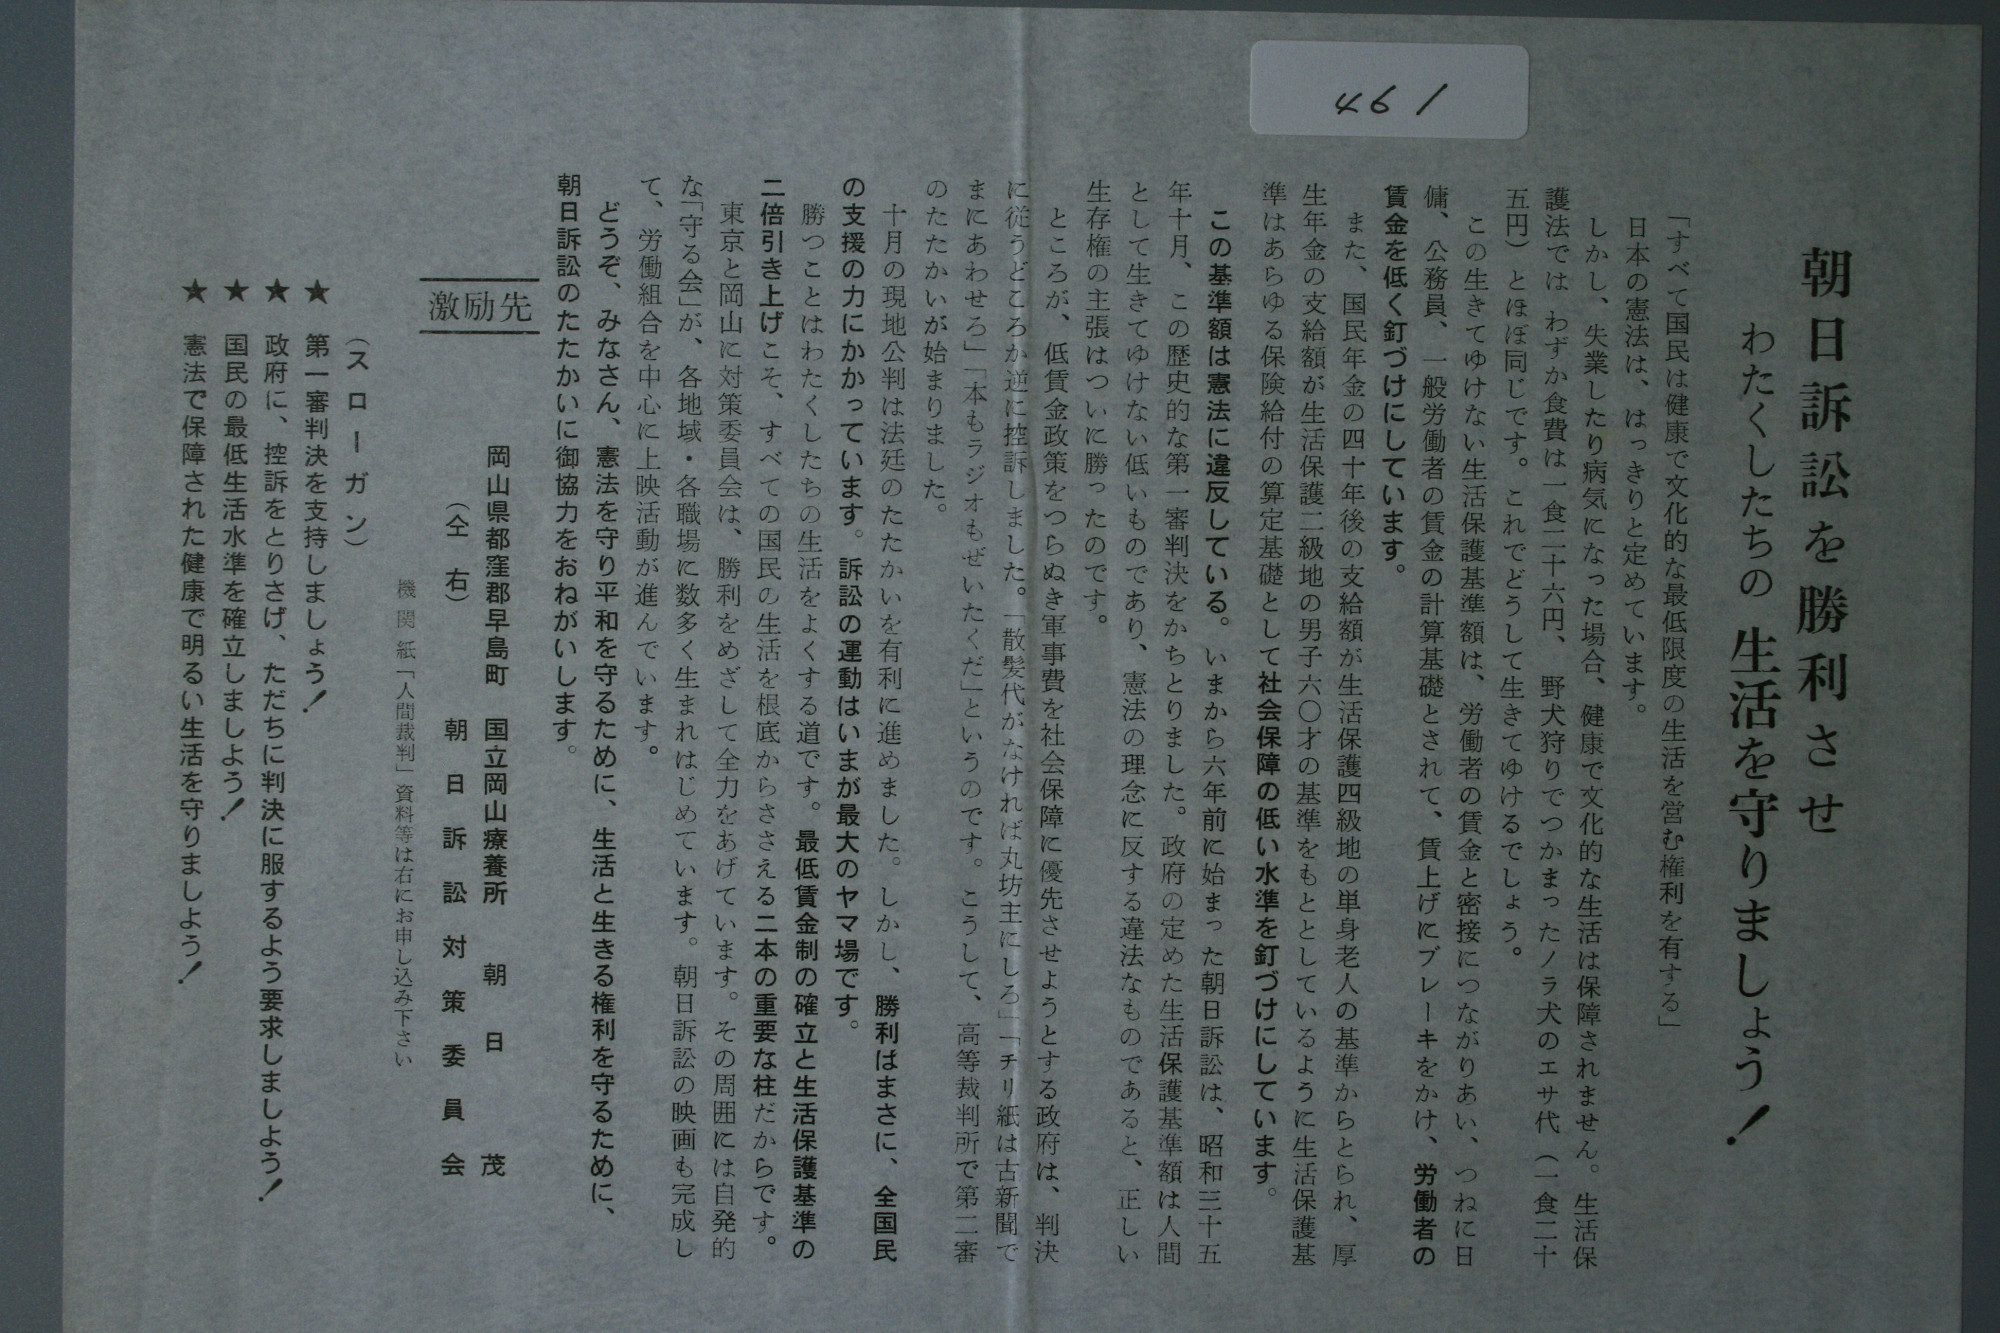 朝日訴訟を勝利させ
わたくしたちの 生活を守りましょう！
「すべて国民は健康で文化的な最低限度の生活を営む権利を有する」
日本の憲法は、はっきりと定めています。
しかし、失業したり病気になった場合、健康で文化的な生活は保障されません。生活保
護法では わずか食費は一食二十六円、 野犬狩りでつかまったノラ犬のエサ代（一食二十
五円）とほぼ同じです。これでどうして生きてゆけるでしょう。
この生きてゆけない生活保護基準額は、労働者の賃金と密接につながりあい、つねに日
傭、公務員、一般労働者の賃金の計算基礎とされて、賃上げにブレーキをかけ、労働者の
賃金を低く釘づけにしています。
また、国民年金の四十年後の支給額が生活保護四級地の単身老人の基準からとられ、厚
生年金の支給額が生活保護二級地の男子六〇才の基準をもととしているように生活保護基
準はあらゆる保険給付の算定基礎として社会保障の低い水準を釘づけにしています。
この基準額は憲法に違反している。いまから六年前に始まった朝日訴訟は、昭和三十五
年十月、この歴史的な第一審判決をかちとりました。政府の定めた生活保護基準額は人間
として生きてゆけない低いものであり、憲法の理念に反する違法なものであると、正しい
生存権の主張はついに勝ったのです。
ところが、低賃金政策をつらぬき軍事費を社会保障に優先させようとする政府は、判決
に従うどころか逆に控訴しました。「散髪代がなければ丸坊主にしろ」「チリ紙は古新聞で
まにあわせろ」「本もラジオもぜいたくだ」というのです。こうして、高等裁判所で第二審
のたたかいが始まりました。
十月の現地公判は法廷のたたかいを有利に進めました。しかし、勝利はまさに、全国民
の支援の力にかかっています。訴訟の運動はいまが最大のヤマ場です。
勝つことはわたくしたちの生活をよくする道です。最低賃金制の確立と生活保護基準の
二倍引き上げこそ、すべての国民の生活を根底からささえる二本の重要な柱だからです。
東京と岡山に対策委員会は、勝利をめざして全力をあげています。その周囲には自発的
な「守る会」が、各地域・各職場に数多く生まれはじめています。朝日訴訟の映画も完成し
て、労働組合を中心に上映活動が進んでいます。
どうぞ、みなさん、憲法を守り平和を守るために、生活と生きる権利を守るために、
朝日訴訟のたたかいに御協力をおねがいします。
激励先
岡山県都窪郡早島町 国立岡山療養所 朝日 茂
（仝 右） 朝日訴訟対策委員会
機関紙「人間裁判」資料等は右にお申し込み下さい
（スローガン）
★ 第一審判決を支持しましょう！
★ 政府に、控訴をとりさげ、ただちに判決に服するよう要求しましよう！
★ 国民の最低生活水準を確立しましよう！
★ 憲法で保障された健康で明るい生活を守りましよう！